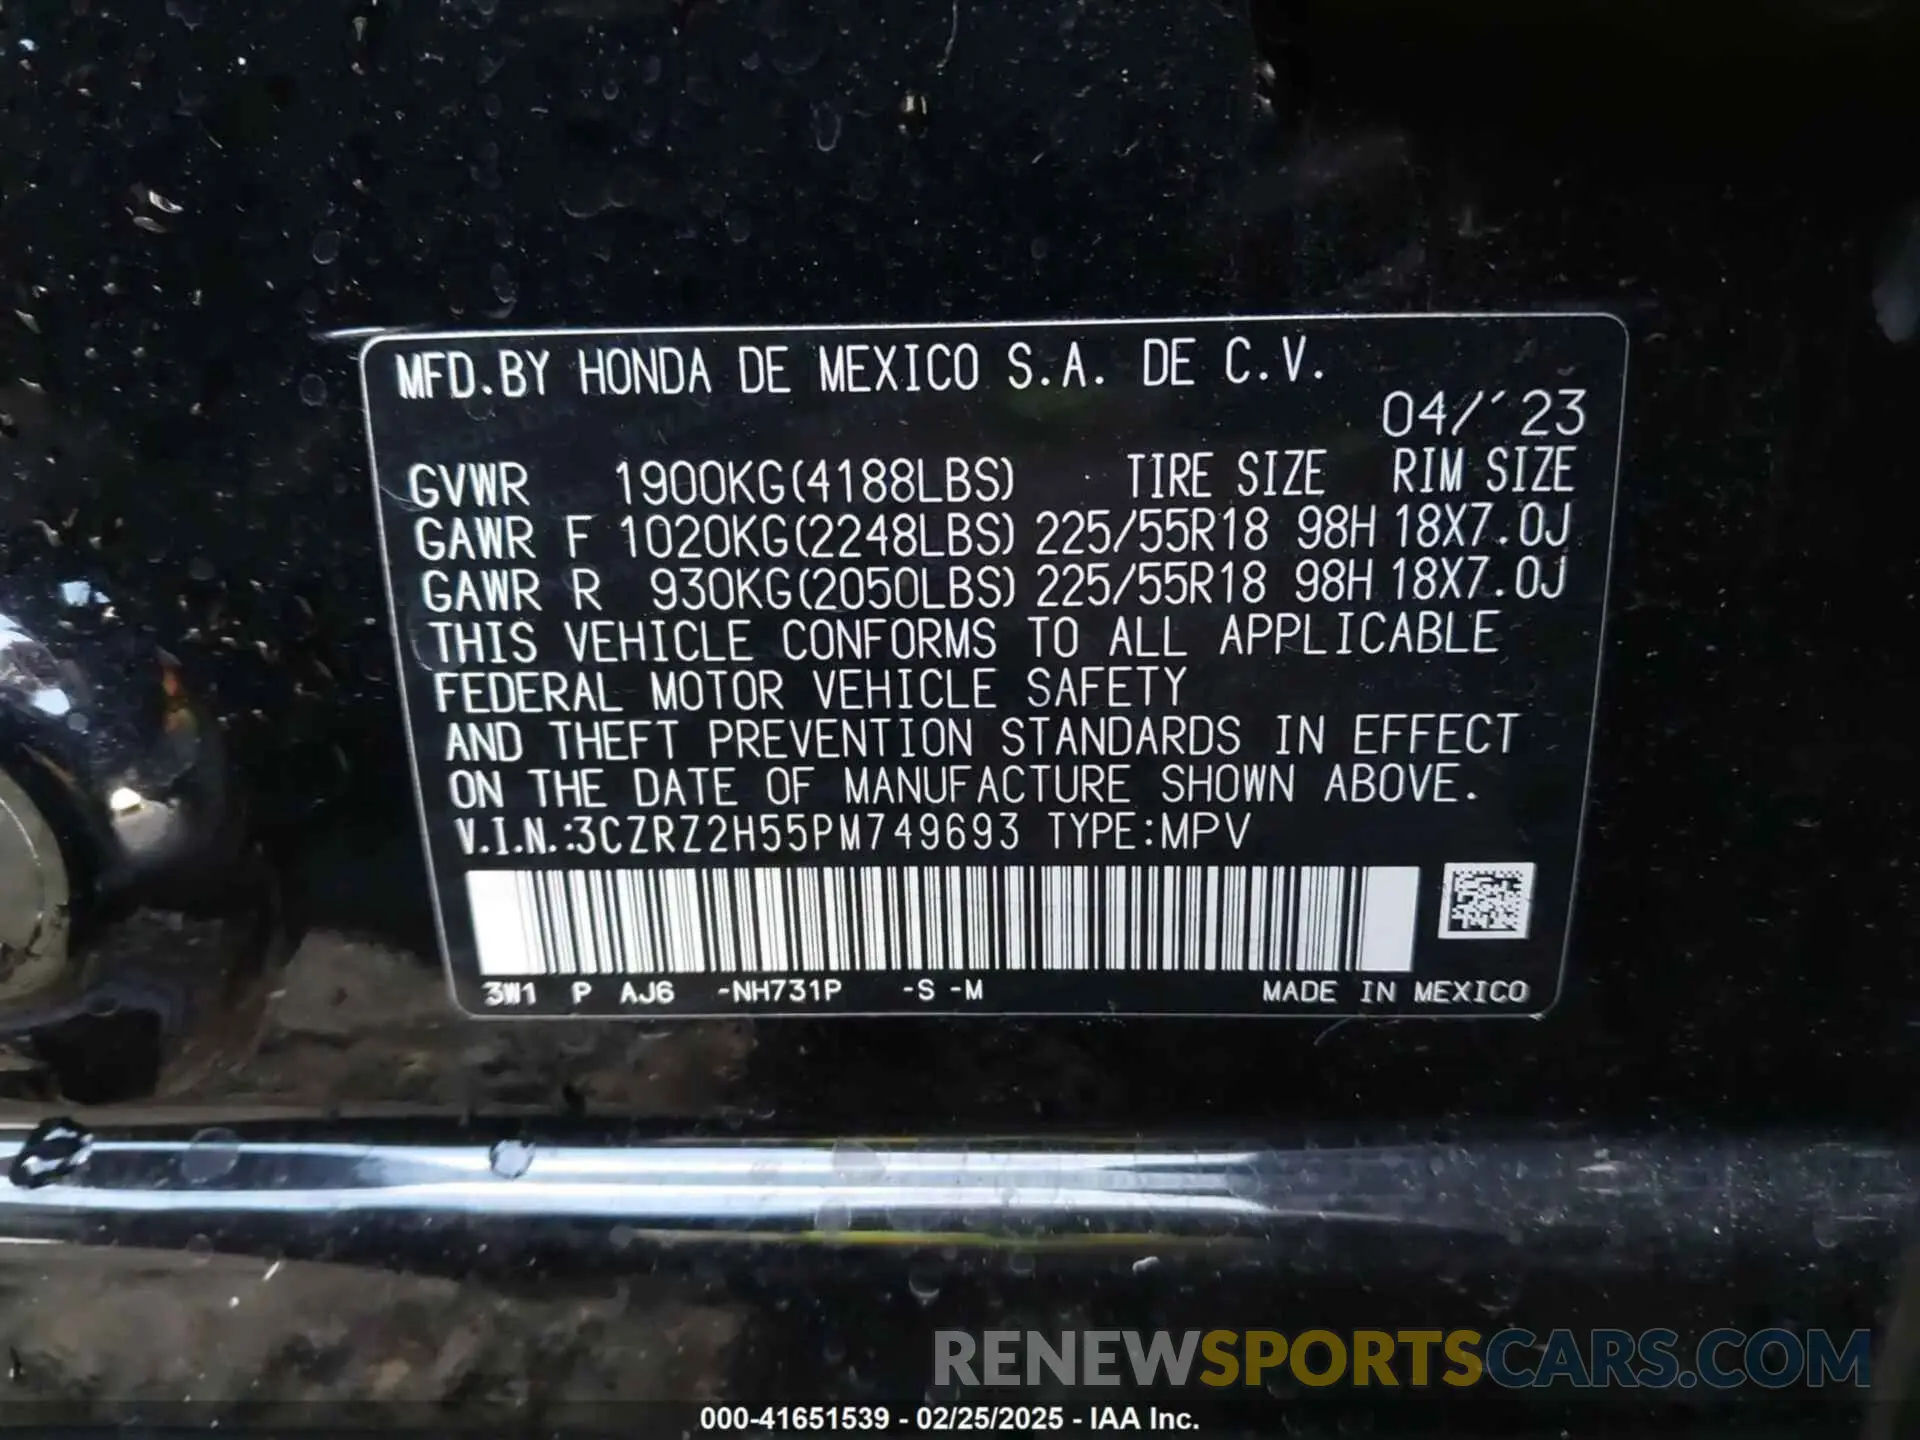 MFD.BY HONDA DE MEXICO S.A. DE C.V.
04/´23
GVWR 1900KG(4188LBS) TIRE SIZE RIM SIZE
GAWR F 1020KG(2248LBS) 225/55R18 98H 18X7.0J
GAWR R 930KG(2050LBS) 225/55R18 98H 18X7.0J
THIS VEHICLE CONFORMS TO ALL APPLICABLE
FEDERAL MOTOR VEHICLE SAFETY
AND THEFT PREVENTION STANDARDS IN EFFECT
ON THE DATE OF MANUFACTURE SHOWN ABOVE.
V.I.N.:3CZRZ2H55PM749693 TYPE:MPV
3W1 P AJ6 -NH731P -S -M MADE IN MEXICO
RENEWSPORTSCARS.COM
000-41651539 - 02/25/2025 - IAA Inc.